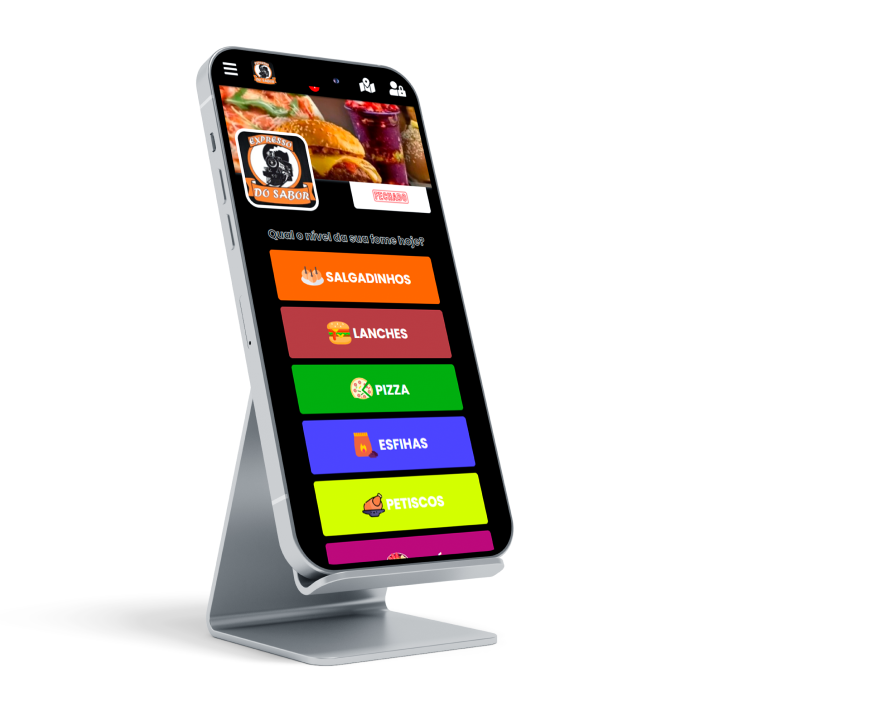 EXPRESSO
DO SABOR
FECHADO
Qual o nível da sua fome hoje?
SALGADINHOS
LANCHES
PIZZA
ESFIHAS
PETISCOS